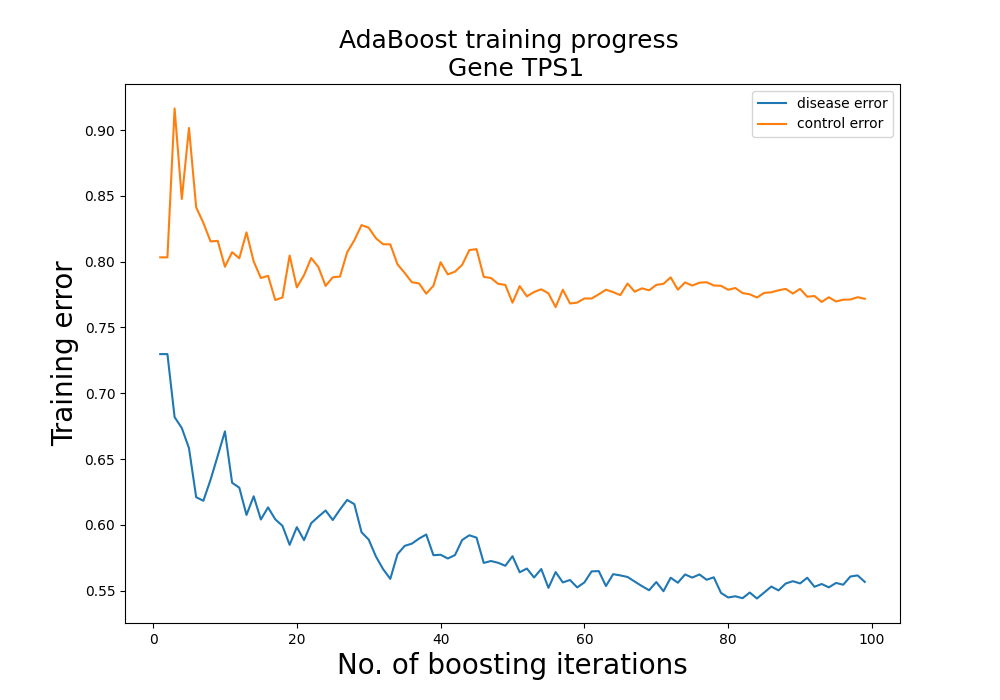 AdaBoost training progress
Gene TPS1
disease error
control error
0.90
0.85
0.80
0.75
0.70
0.65
0.60
0.55
Training error
0 20 40 60 80 100
No. of boosting iterations